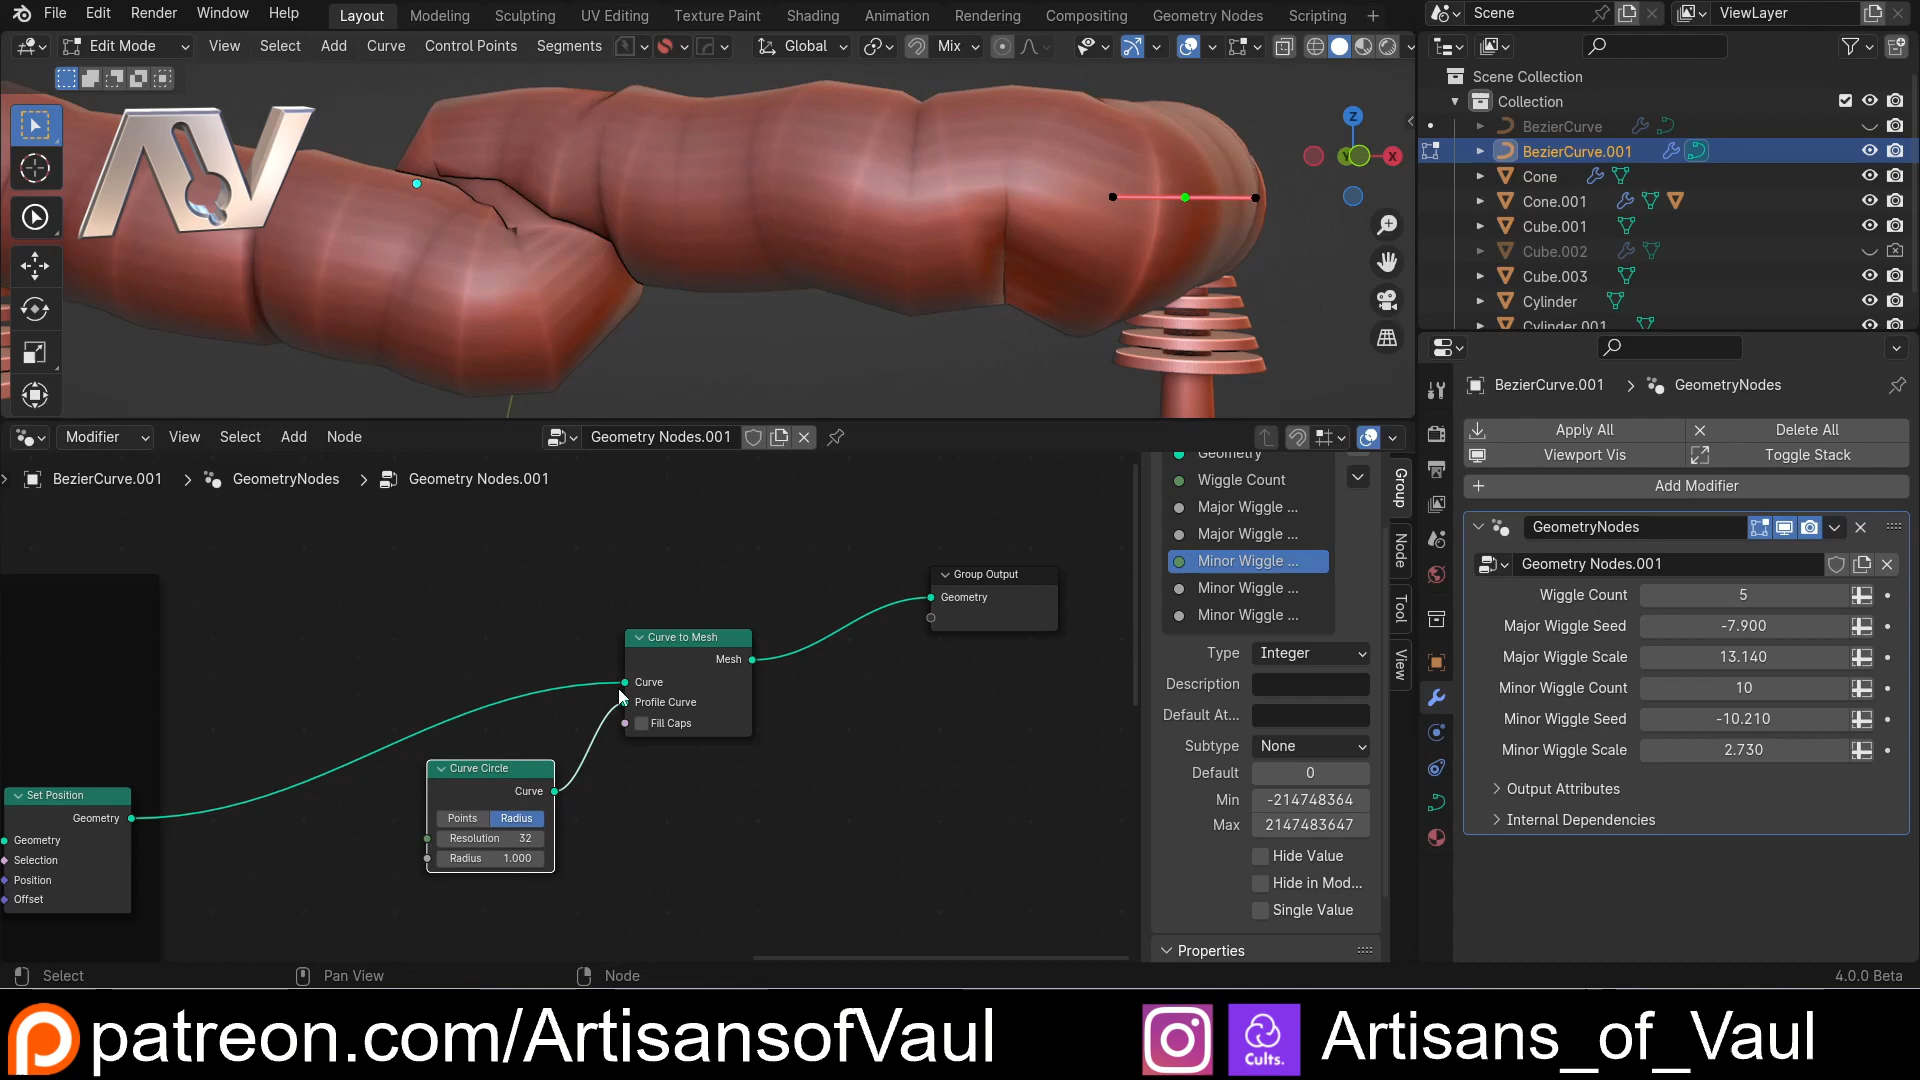 File Edit Render Window Help Layout Modeling Sculpting UV Editing Texture Paint Shading Animation Rendering Compositing Geometry Nodes Scripting Scene ViewLayer
Edit Mode View Select Add Curve Control Points Segments Global Mix
Scene Collection
Collection
BezierCurve
BezierCurve.001
Cone
Cone.001
Cube.001
Cube.002
Cube.003
Cylinder
Cylinder.001
Z
Y
X
AV
BezierCurve.001 GeometryNodes
Apply All Delete All
Viewport Vis Toggle Stack
Add Modifier
GeometryNodes
Geometry Nodes.001
Wiggle Count 5
Major Wiggle Seed -7.900
Major Wiggle Scale 13.140
Minor Wiggle Count 10
Minor Wiggle Seed -10.210
Minor Wiggle Scale 2.730
Output Attributes
Internal Dependencies
Modifier View Select Add Node Geometry Nodes.001
BezierCurve.001 GeometryNodes Geometry Nodes.001
Geometry
Wiggle Count
Major Wiggle ...
Major Wiggle ...
Minor Wiggle ...
Minor Wiggle ...
Minor Wiggle ...
Type Integer
Description
Default At...
Subtype None
Default 0
Min -214748364
Max 2147483647
Hide Value
Hide in Mod...
Single Value
Properties
Group
Node
Tool
View
Group Output
Geometry
Curve to Mesh
Mesh
Curve
Profile Curve
Fill Caps
Curve Circle
Curve
Points Radius
Resolution 32
Radius 1.000
Set Position
Geometry
Geometry
Selection
Position
Offset
Select Pan View Node 4.0.0 Beta
patreon.com/ArtisansofVaul Cults. Artisans_of_Vaul